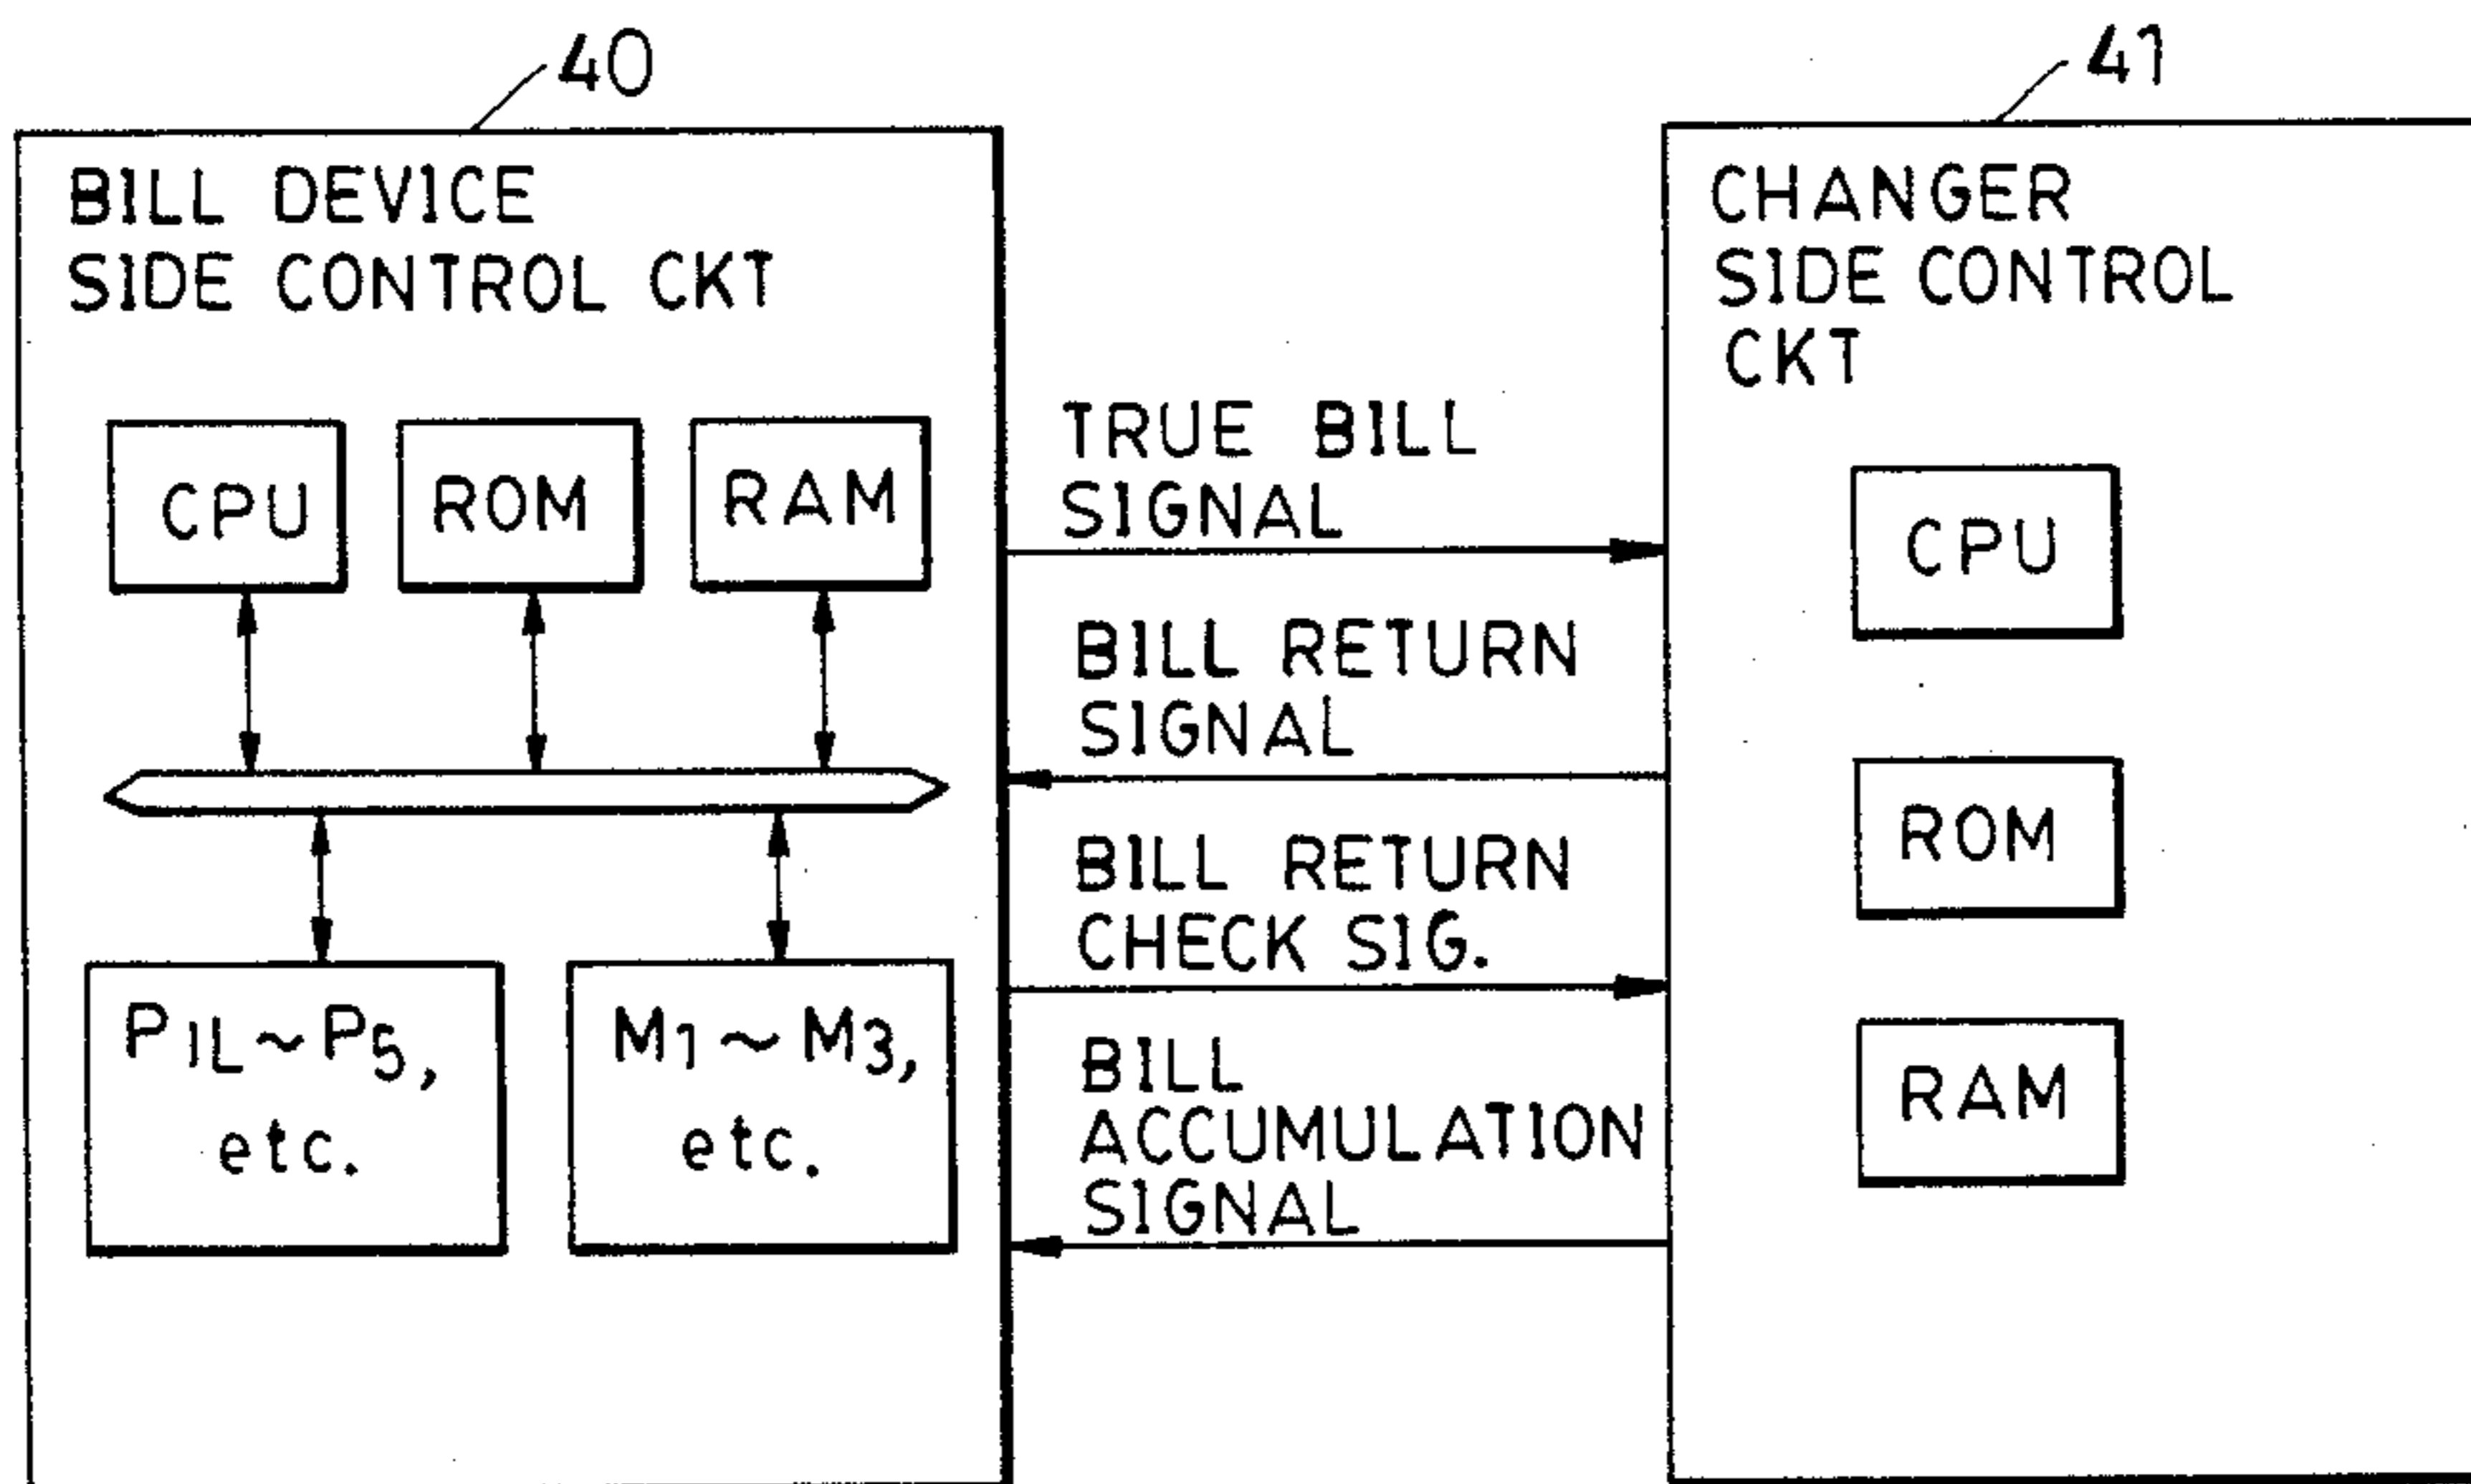 40
BILL DEVICE
SIDE CONTROL CKT
CPU
ROM
RAM
P1L~P5,
etc.
M1~M3,
etc.
TRUE BILL
SIGNAL
BILL RETURN
SIGNAL
BILL RETURN
CHECK SIG.
BILL
ACCUMULATION
SIGNAL
41
CHANGER
SIDE CONTROL
CKT
CPU
ROM
RAM